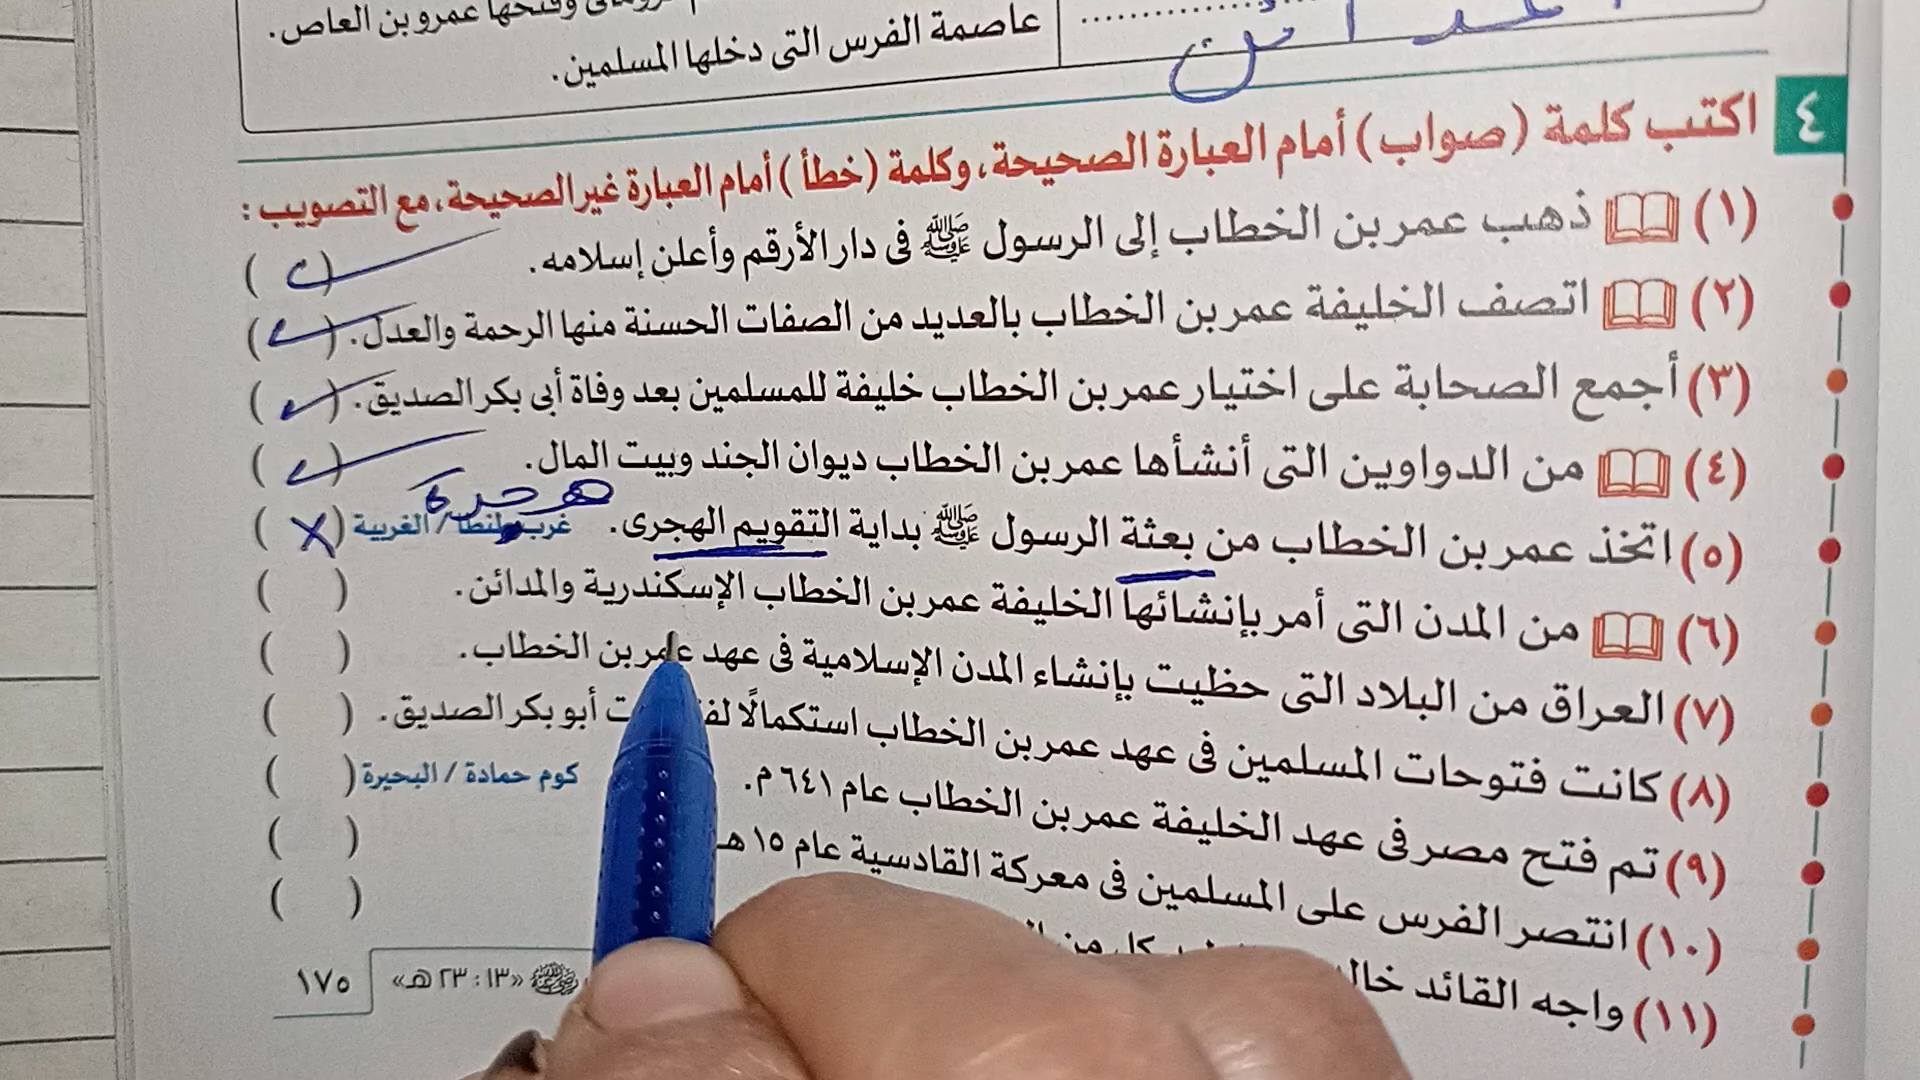 وفتحها عمرو بن العاص.
عاصمة الفرس التى دخلها المسلمين.
٤ اكتب كلمة (صواب) أمام العبارة الصحيحة، وكلمة (خطأ) أمام العبارة غير الصحيحة، مع التصويب :
(١) ذهب عمر بن الخطاب إلى الرسول ﷺ فى دار الأرقم وأعلن إسلامه. ( )
(٢) اتصف الخليفة عمر بن الخطاب بالعديد من الصفات الحسنة منها الرحمة والعدل. ( )
(٣) أجمع الصحابة على اختيار عمر بن الخطاب خليفة للمسلمين بعد وفاة أبى بكر الصديق. ( )
(٤) من الدواوين التى أنشأها عمر بن الخطاب ديوان الجند وبيت المال. ( )
هجرة
(٥) اتخذ عمر بن الخطاب من بعثة الرسول ﷺ بداية التقويم الهجرى. غرب طنطا / الغربية (X)
(٦) من المدن التى أمر بإنشائها الخليفة عمر بن الخطاب الإسكندرية والمدائن. ( )
(٧) العراق من البلاد التى حظيت بإنشاء المدن الإسلامية فى عهد عمر بن الخطاب. ( )
(٨) كانت فتوحات المسلمين فى عهد عمر بن الخطاب استكمالًا أبو بكر الصديق. ( )
(٩) تم فتح مصر فى عهد الخليفة عمر بن الخطاب عام ٦٤١ م. كوم حمادة / البحيرة ( )
(١٠) انتصر الفرس على المسلمين فى معركة القادسية عام ١٥ هـ ( )
(١١) واجه القائد ( )
«١٣ : ٢٣ هـ» ١٧٥